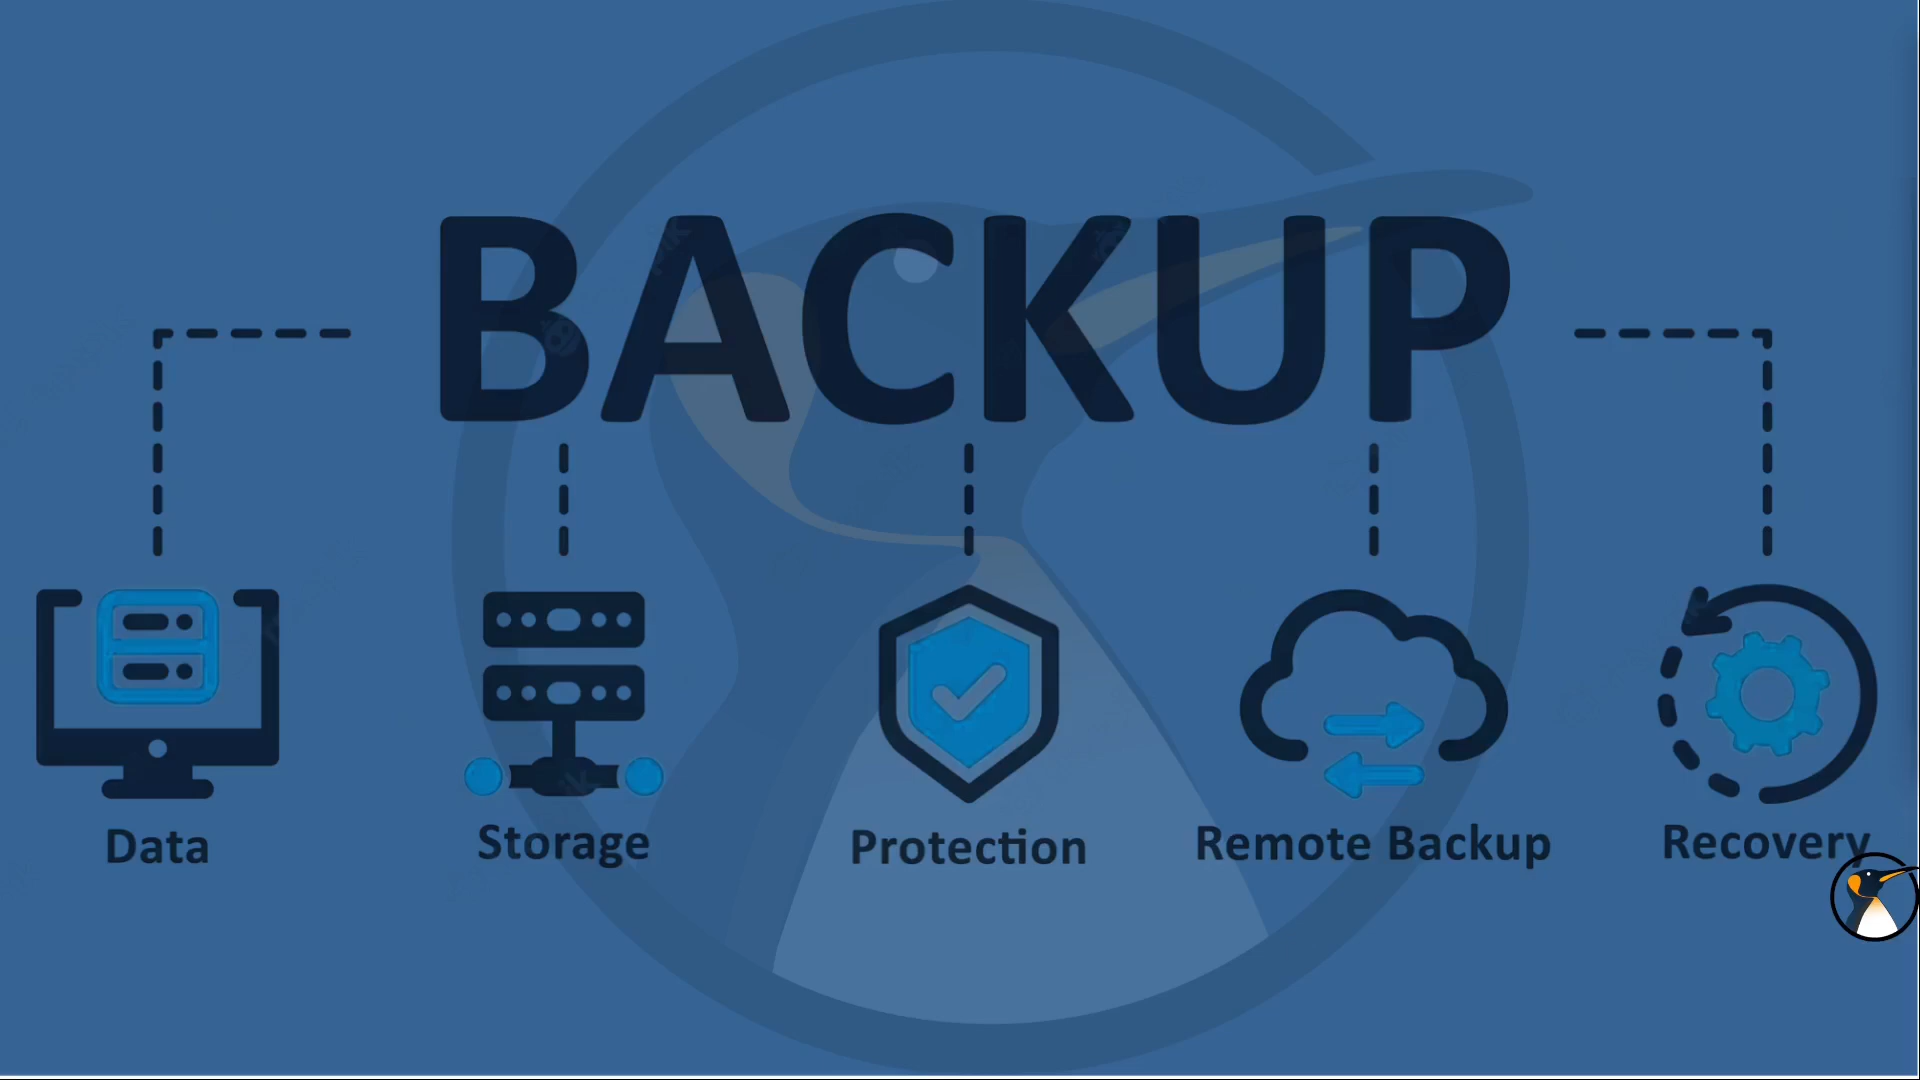 BACKUP
Data
Storage
Protection
Remote Backup
Recovery